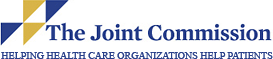 The Joint Commission
HELPING HEALTH CARE ORGANIZATIONS HELP PATIENTS